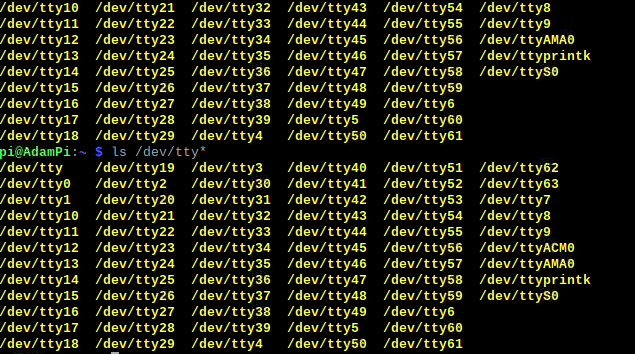 /dev/tty10  /dev/tty21  /dev/tty32  /dev/tty43  /dev/tty54  /dev/tty8
/dev/tty11  /dev/tty22  /dev/tty33  /dev/tty44  /dev/tty55  /dev/tty9
/dev/tty12  /dev/tty23  /dev/tty34  /dev/tty45  /dev/tty56  /dev/ttyAMA0
/dev/tty13  /dev/tty24  /dev/tty35  /dev/tty46  /dev/tty57  /dev/ttyprintk
/dev/tty14  /dev/tty25  /dev/tty36  /dev/tty47  /dev/tty58  /dev/ttyS0
/dev/tty15  /dev/tty26  /dev/tty37  /dev/tty48  /dev/tty59
/dev/tty16  /dev/tty27  /dev/tty38  /dev/tty49  /dev/tty6
/dev/tty17  /dev/tty28  /dev/tty39  /dev/tty5   /dev/tty60
/dev/tty18  /dev/tty29  /dev/tty4   /dev/tty50  /dev/tty61
pi@AdamPi:~ $ ls /dev/tty*
/dev/tty    /dev/tty19  /dev/tty3   /dev/tty40  /dev/tty51  /dev/tty62
/dev/tty0   /dev/tty2   /dev/tty30  /dev/tty41  /dev/tty52  /dev/tty63
/dev/tty1   /dev/tty20  /dev/tty31  /dev/tty42  /dev/tty53  /dev/tty7
/dev/tty10  /dev/tty21  /dev/tty32  /dev/tty43  /dev/tty54  /dev/tty8
/dev/tty11  /dev/tty22  /dev/tty33  /dev/tty44  /dev/tty55  /dev/tty9
/dev/tty12  /dev/tty23  /dev/tty34  /dev/tty45  /dev/tty56  /dev/ttyACM0
/dev/tty13  /dev/tty24  /dev/tty35  /dev/tty46  /dev/tty57  /dev/ttyAMA0
/dev/tty14  /dev/tty25  /dev/tty36  /dev/tty47  /dev/tty58  /dev/ttyprintk
/dev/tty15  /dev/tty26  /dev/tty37  /dev/tty48  /dev/tty59  /dev/ttyS0
/dev/tty16  /dev/tty27  /dev/tty38  /dev/tty49  /dev/tty6
/dev/tty17  /dev/tty28  /dev/tty39  /dev/tty5   /dev/tty60
/dev/tty18  /dev/tty29  /dev/tty4   /dev/tty50  /dev/tty61